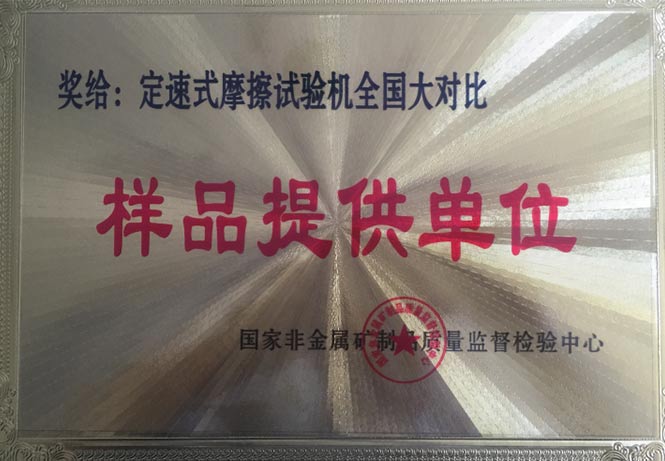 奖给：定速式摩擦试验机全国大对比
样品提供单位
国家非金属矿制品质量监督检验中心